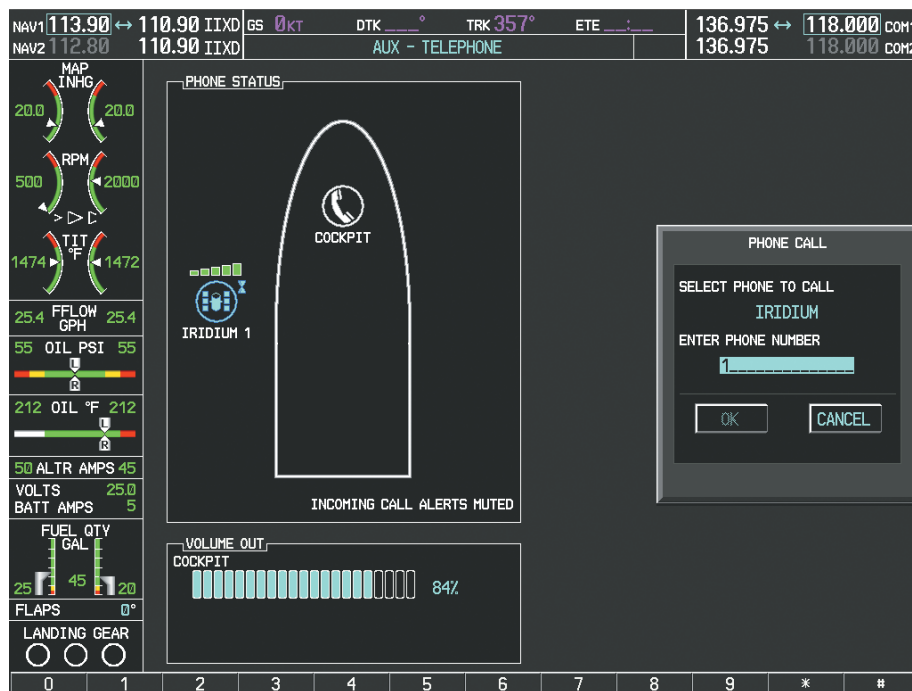 NAV1 113.90 ↔ 110.90 IIXD
NAV2 112.80 110.90 IIXD
GS 0KT DTK ___° TRK 357° ETE __:__
AUX - TELEPHONE
136.975 ↔ 118.000 COM1
136.975 118.000 COM2
MAP
INHG
20.0 20.0
RPM
500 2000
TIT
°F
1474 1472
25.4 FFLOW 25.4
GPH
55 OIL PSI 55
L
R
212 OIL °F 212
L
R
50 ALTR AMPS 45
VOLTS 25.0
BATT AMPS 5
FUEL QTY
GAL
25 45 20
FLAPS 0°
LANDING GEAR
PHONE STATUS
COCKPIT
IRIDIUM 1
INCOMING CALL ALERTS MUTED
VOLUME OUT
COCKPIT
84%
PHONE CALL
SELECT PHONE TO CALL
IRIDIUM
ENTER PHONE NUMBER
1______________
OK CANCEL
0 1 2 3 4 5 6 7 8 9 * #